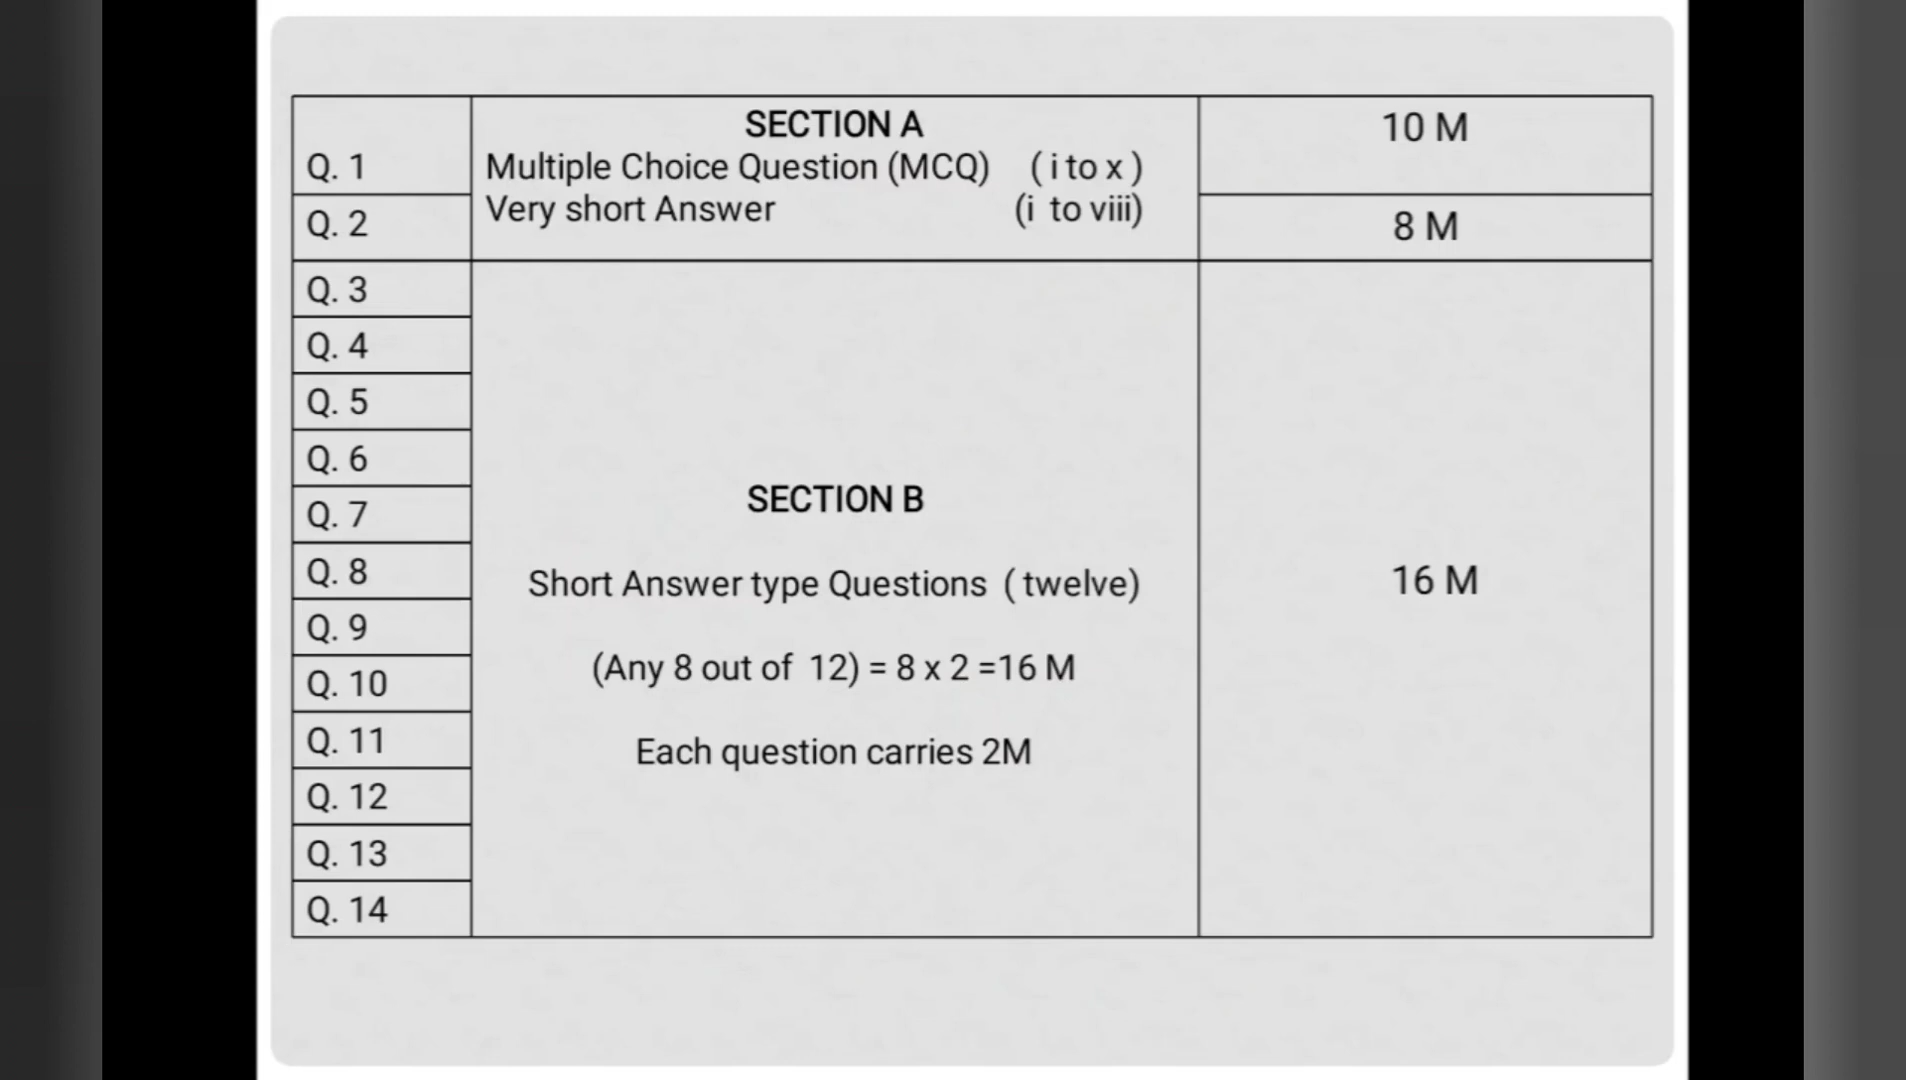 SECTION A
10 M
Q. 1
Multiple Choice Question (MCQ) ( i to x )
Q. 2
Very short Answer (i to viii)
8 M
Q. 3
Q. 4
Q. 5
Q. 6
Q. 7
Q. 8
Q. 9
Q. 10
Q. 11
Q. 12
Q. 13
Q. 14
SECTION B
Short Answer type Questions ( twelve)
(Any 8 out of 12) = 8 x 2 =16 M
Each question carries 2M
16 M